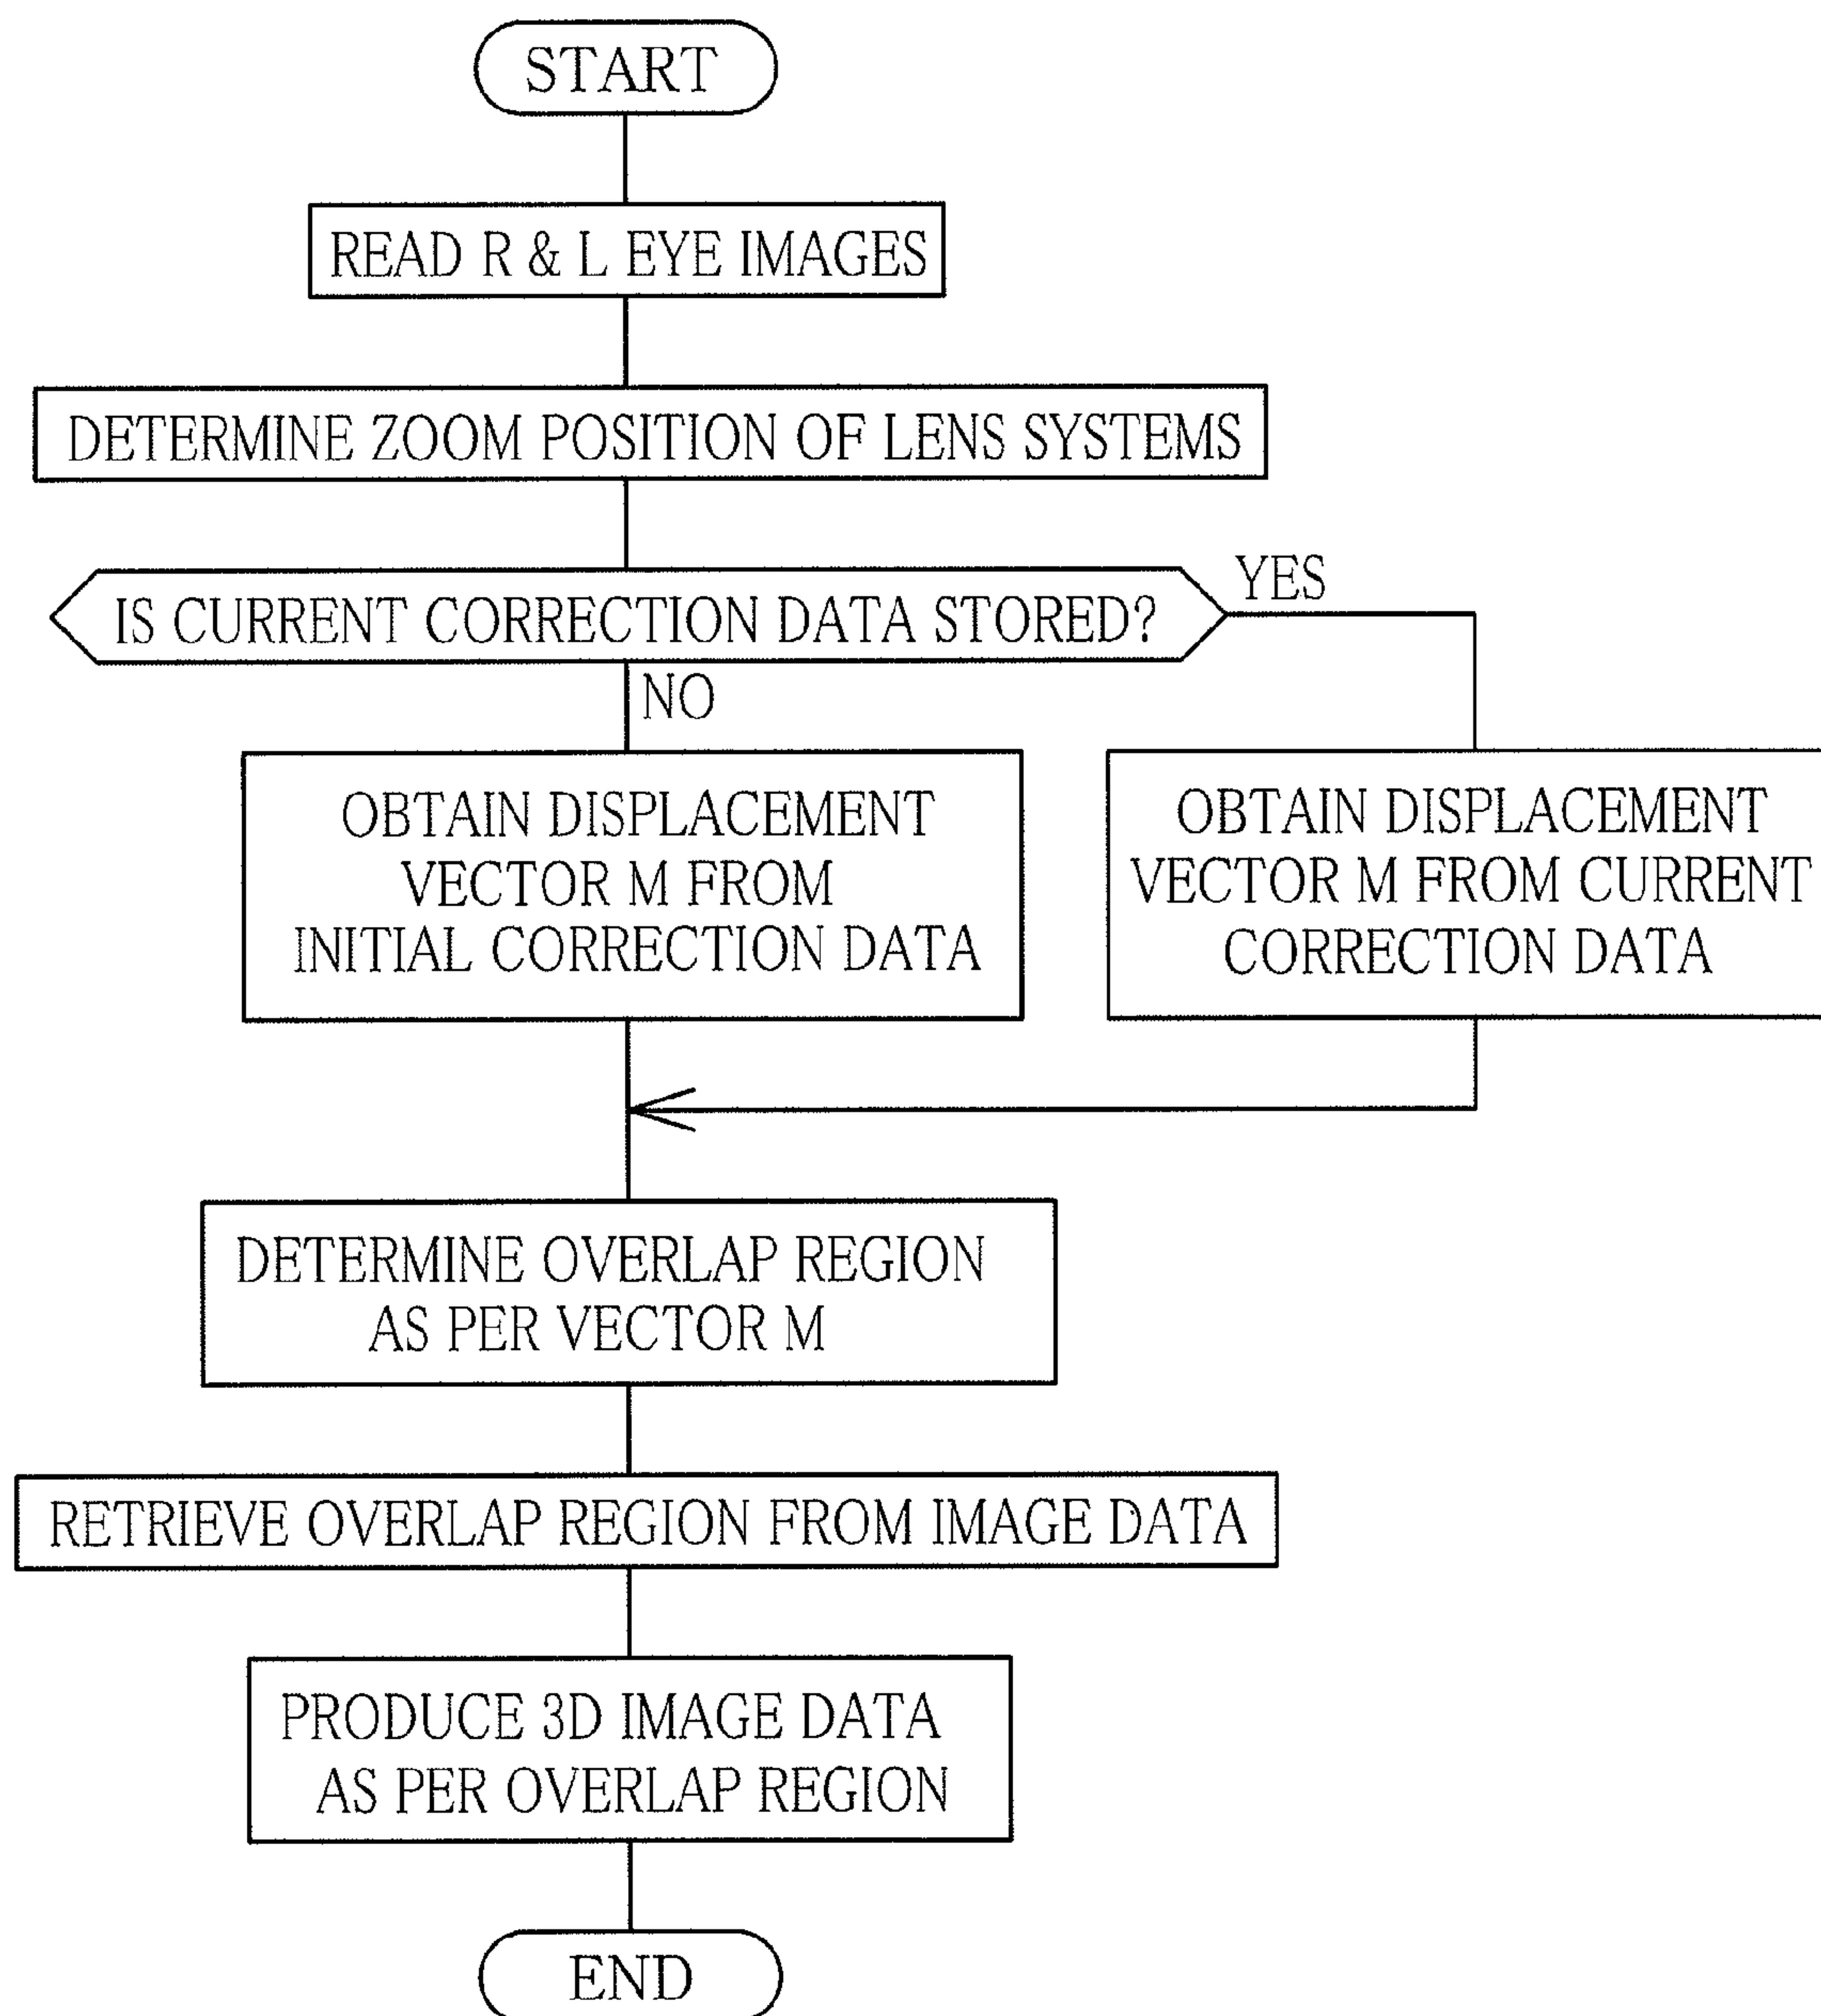 START
READ R & L EYE IMAGES
DETERMINE ZOOM POSITION OF LENS SYSTEMS
IS CURRENT CORRECTION DATA STORED?
YES
NO
OBTAIN DISPLACEMENT
VECTOR M FROM
INITIAL CORRECTION DATA
OBTAIN DISPLACEMENT
VECTOR M FROM CURRENT
CORRECTION DATA
DETERMINE OVERLAP REGION
AS PER VECTOR M
RETRIEVE OVERLAP REGION FROM IMAGE DATA
PRODUCE 3D IMAGE DATA
AS PER OVERLAP REGION
END